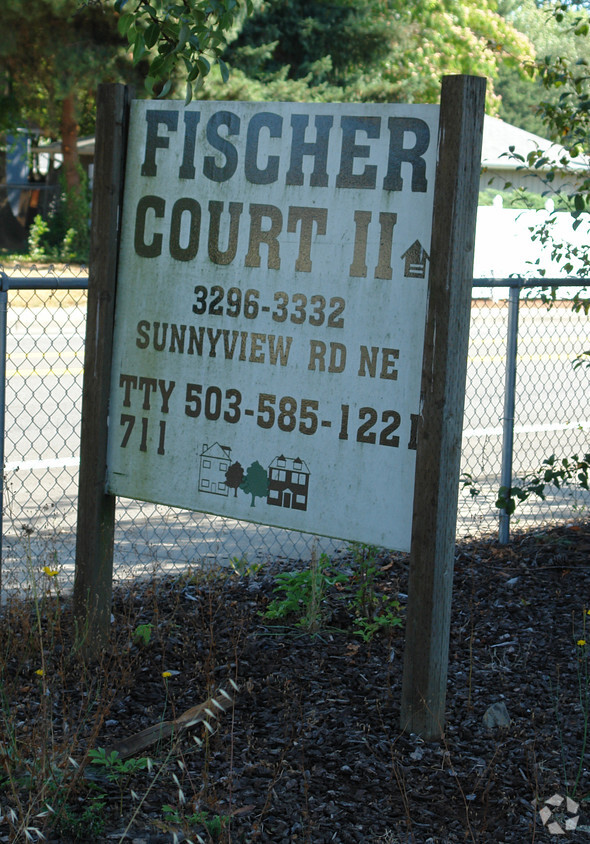 FISCHER
COURT II
3296-3332
SUNNYVIEW RD NE
TTY 503-585-1221
711